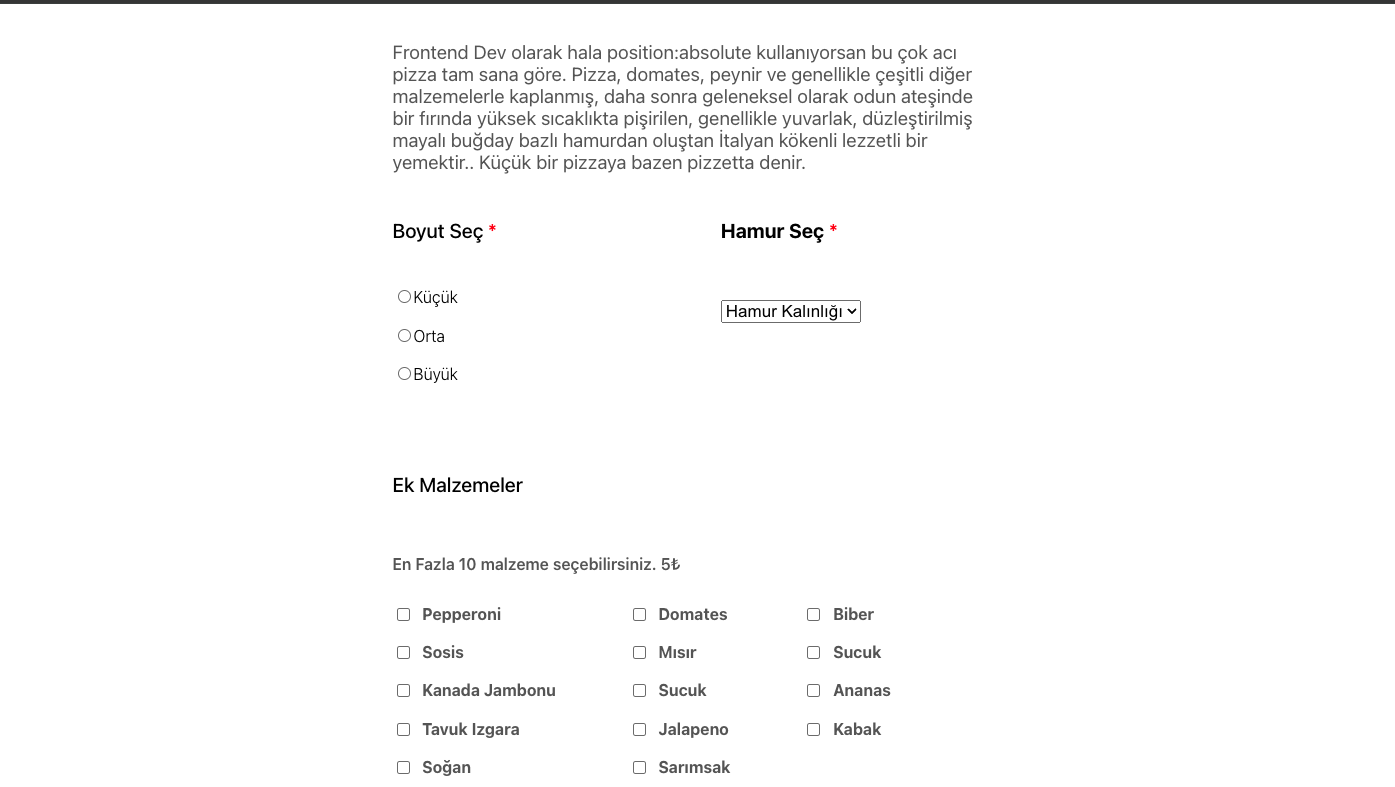 Frontend Dev olarak hala position:absolute kullanıyorsan bu çok acı
pizza tam sana göre. Pizza, domates, peynir ve genellikle çeşitli diğer
malzemelerle kaplanmış, daha sonra geleneksel olarak odun ateşinde
bir fırında yüksek sıcaklıkta pişirilen, genellikle yuvarlak, düzleştirilmiş
mayalı buğday bazlı hamurdan oluştan İtalyan kökenli lezzetli bir
yemektir.. Küçük bir pizzaya bazen pizzetta denir.
Boyut Seç *
Hamur Seç *
Küçük
Hamur Kalınlığı
Orta
Büyük
Ek Malzemeler
En Fazla 10 malzeme seçebilirsiniz. 5₺
Pepperoni Domates Biber
Sosis Mısır Sucuk
Kanada Jambonu Sucuk Ananas
Tavuk Izgara Jalapeno Kabak
Soğan Sarımsak